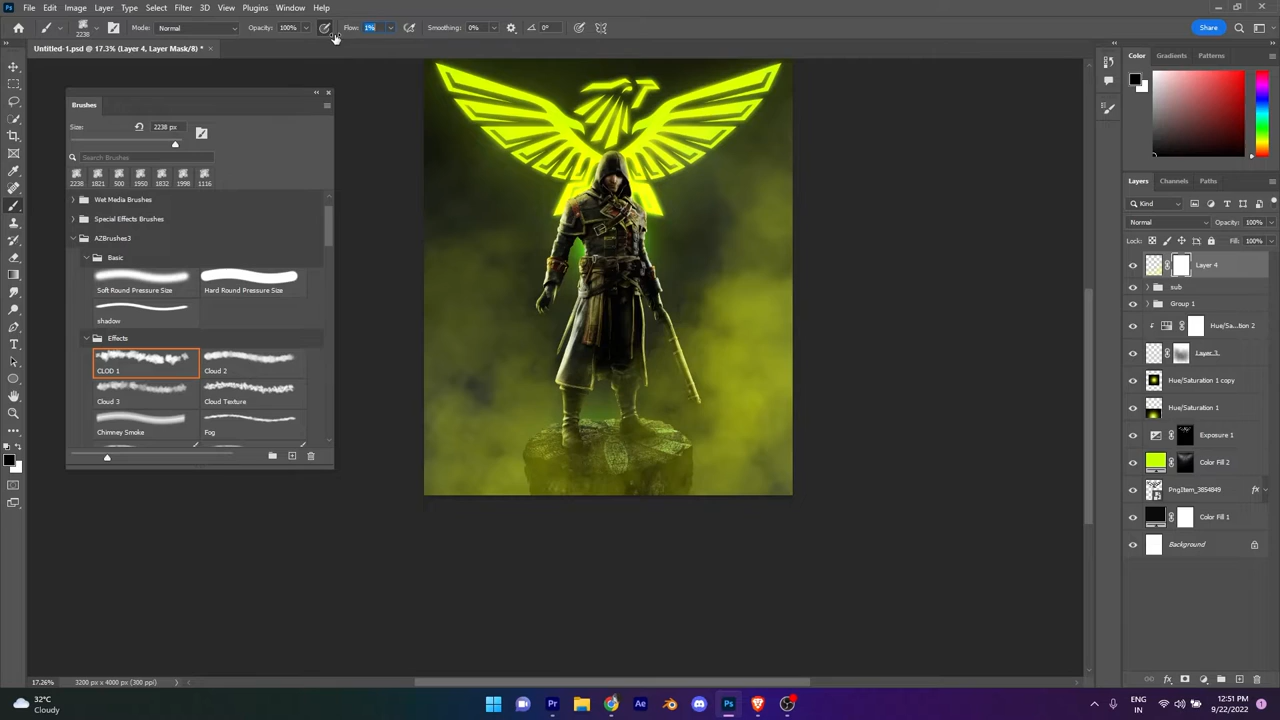 File Edit Image Layer Type Select Filter 3D View Plugins Window Help
2238 Mode: Normal Opacity: 100% Flow: 1% Smoothing: 0% 0° Share
Untitled-1.psd @ 17.3% (Layer 4, Layer Mask/8) *
Brushes
Size: 2238 px
Search Brushes
2238 1821 500 1950 1832 1998 1116
Wet Media Brushes
Special Effects Brushes
AZBrushes3
Basic
Soft Round Pressure Size Hard Round Pressure Size
shadow
Effects
CLOD 1 Cloud 2
Cloud 3 Cloud Texture
Chimney Smoke Fog
Color Gradients Patterns
Layers Channels Paths
Kind
Normal Opacity: 100%
Lock: Fill: 100%
Layer 4
sub
Group 1
Hue/Sa...tion 2
Layer 3
Hue/Saturation 1 copy
Hue/Saturation 1
Exposure 1
Color Fill 2
PngItem_3854849 fx
Color Fill 1
Background
17.26% 3200 px x 4000 px (300 ppi)
32°C
Cloudy
ENG
IN
12:51 PM
9/22/2022